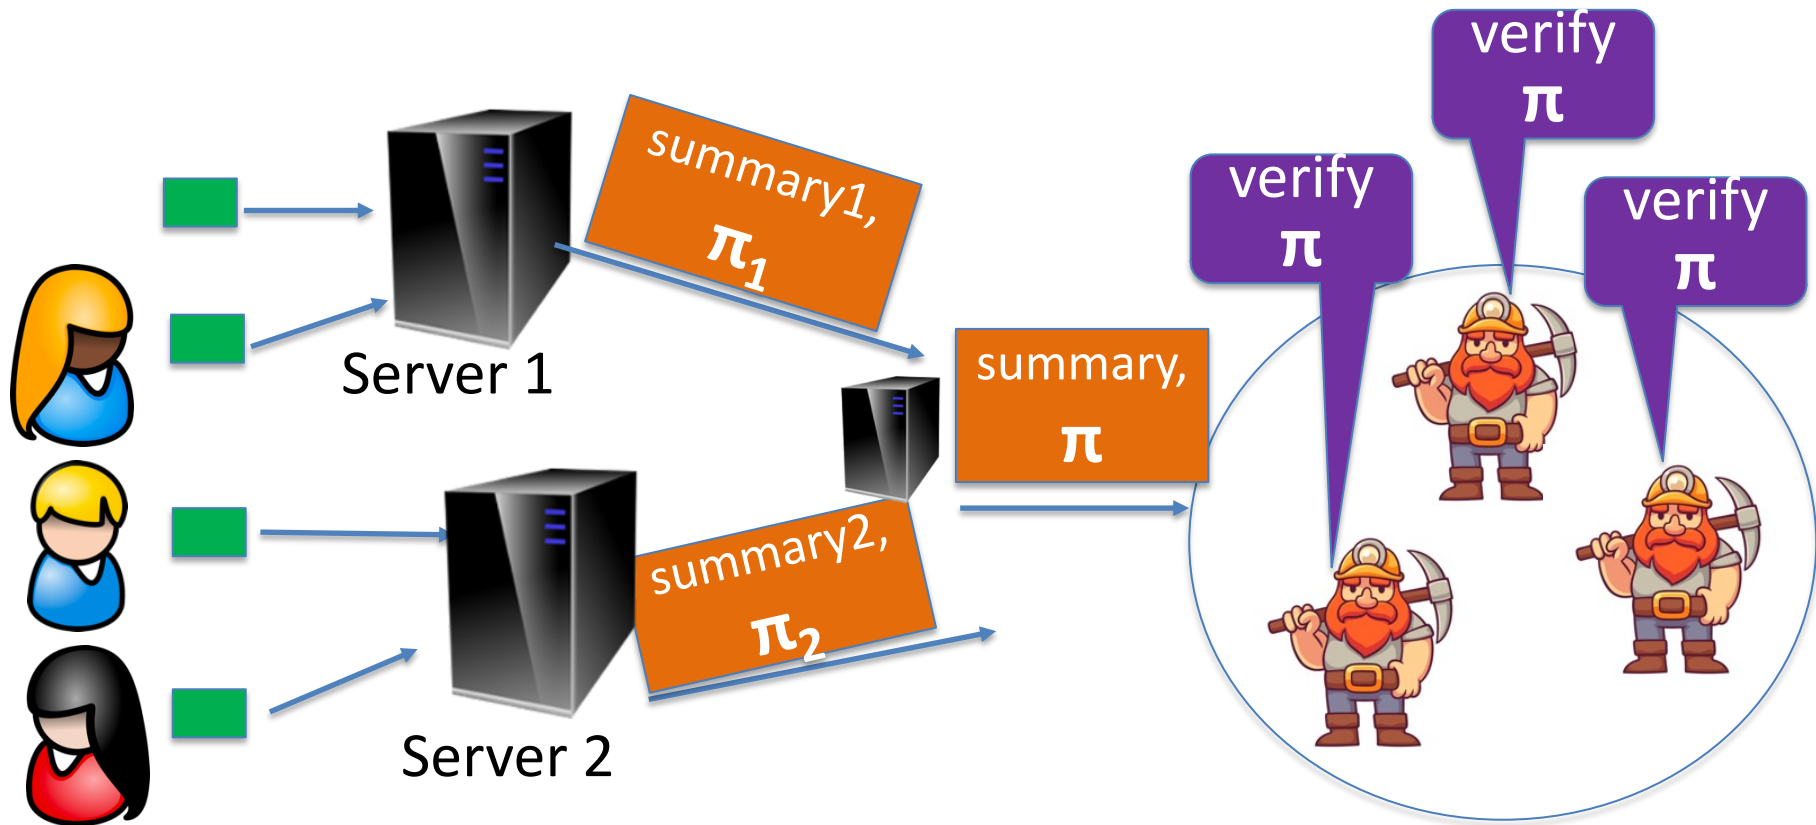 verify
π
verify
π
verify
π
summary1,
π₁
Server 1
summary,
π
summary2,
π₂
Server 2